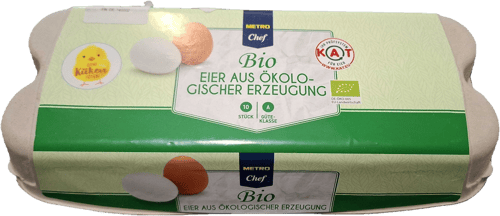 METRO
Chef
Bio
EIER AUS ÖKOLO-
GISCHER ERZEUGUNG
10
STÜCK
A
GÜTE-
KLASSE
Küken
KAT
METRO
Chef
Bio
EIER AUS ÖKOLOGISCHER ERZEUGUNG